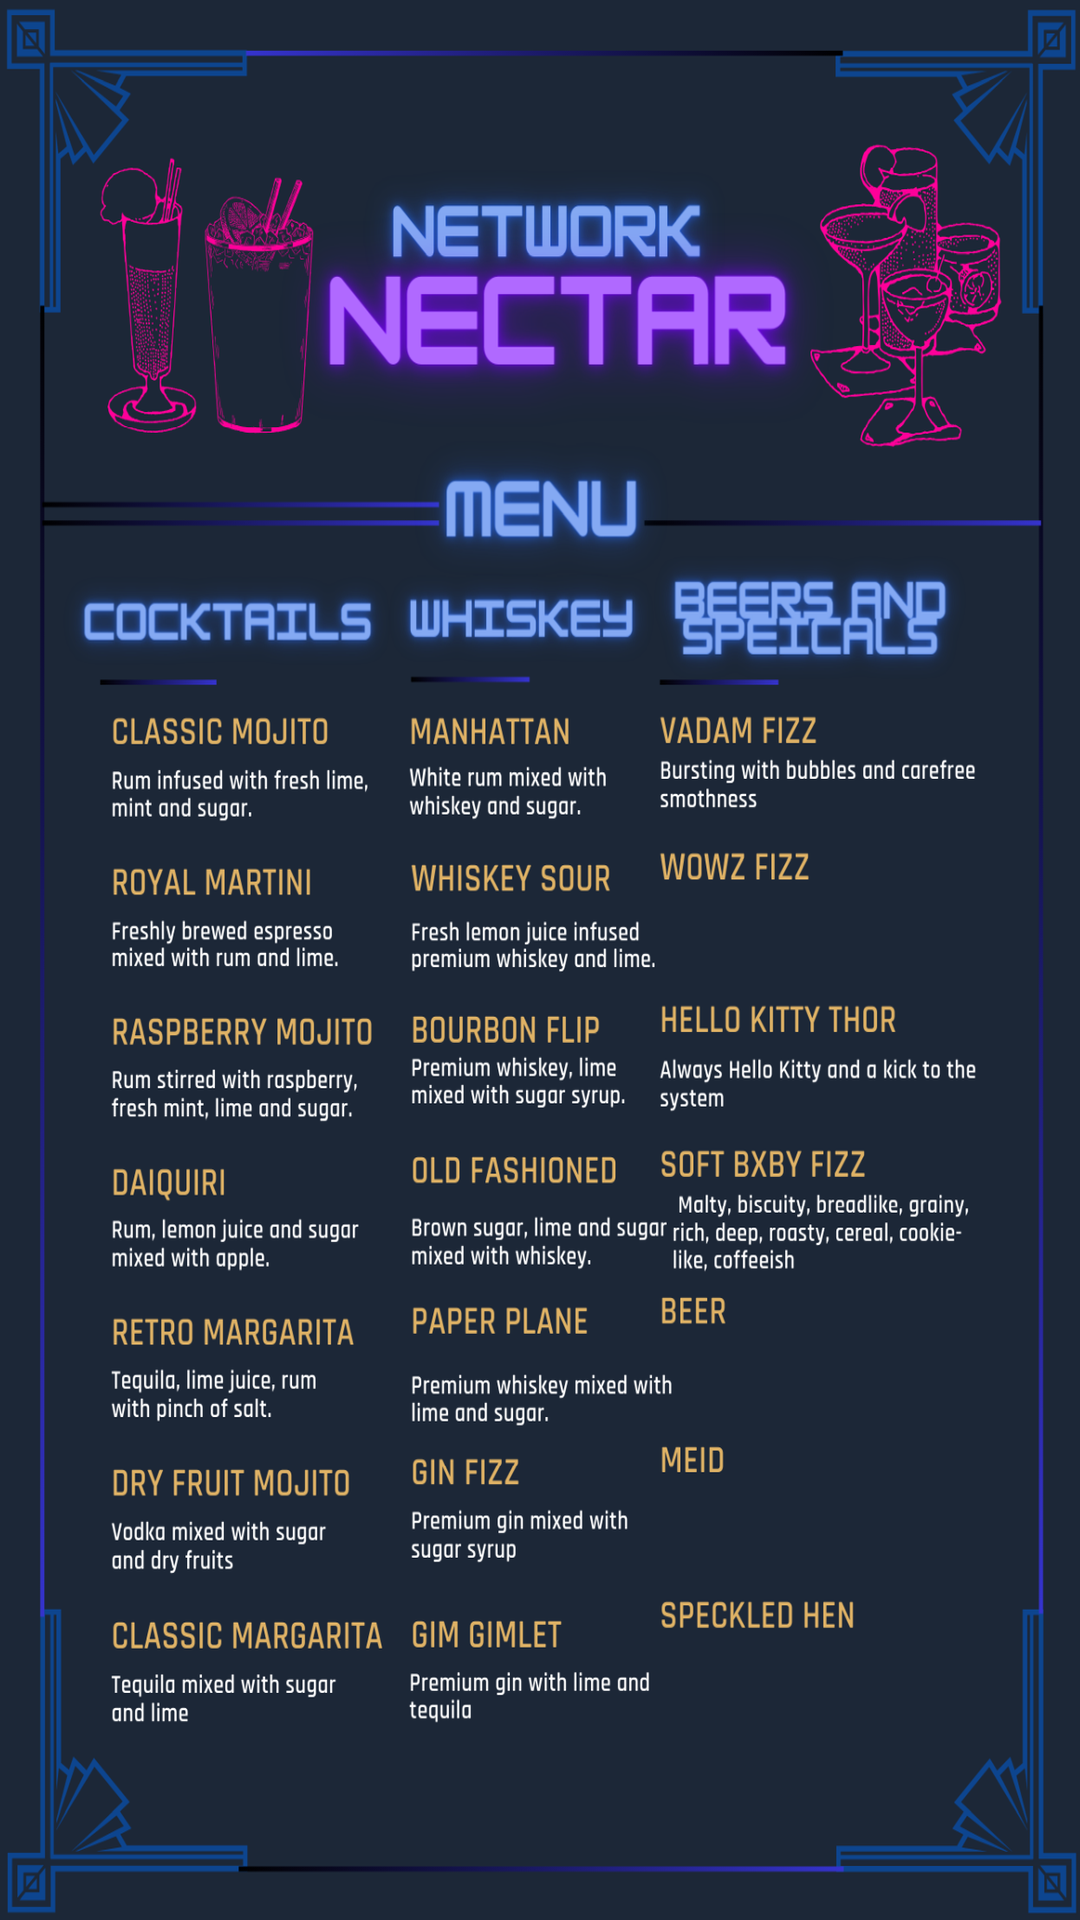 NETWORK
NECTAR
MENU
COCKTAILS
CLASSIC MOJITO
Rum infused with fresh lime,
mint and sugar.
ROYAL MARTINI
Freshly brewed espresso
mixed with rum and lime.
RASPBERRY MOJITO
Rum stirred with raspberry,
fresh mint, lime and sugar.
DAIQUIRI
Rum, lemon juice and sugar
mixed with apple.
RETRO MARGARITA
Tequila, lime juice, rum
with pinch of salt.
DRY FRUIT MOJITO
Vodka mixed with sugar
and dry fruits
CLASSIC MARGARITA
Tequila mixed with sugar
and lime
WHISKEY
MANHATTAN
White rum mixed with
whiskey and sugar.
WHISKEY SOUR
Fresh lemon juice infused
premium whiskey and lime.
BOURBON FLIP
Premium whiskey, lime
mixed with sugar syrup.
OLD FASHIONED
Brown sugar, lime and sugar
mixed with whiskey.
PAPER PLANE
Premium whiskey mixed with
lime and sugar.
GIN FIZZ
Premium gin mixed with
sugar syrup
GIM GIMLET
Premium gin with lime and
tequila
BEERS AND
SPEICALS
VADAM FIZZ
Bursting with bubbles and carefree
smothness
WOWZ FIZZ
HELLO KITTY THOR
Always Hello Kitty and a kick to the
system
SOFT BXBY FIZZ
Malty, biscuity, breadlike, grainy,
rich, deep, roasty, cereal, cookie-
like, coffeeish
BEER
MEID
SPECKLED HEN